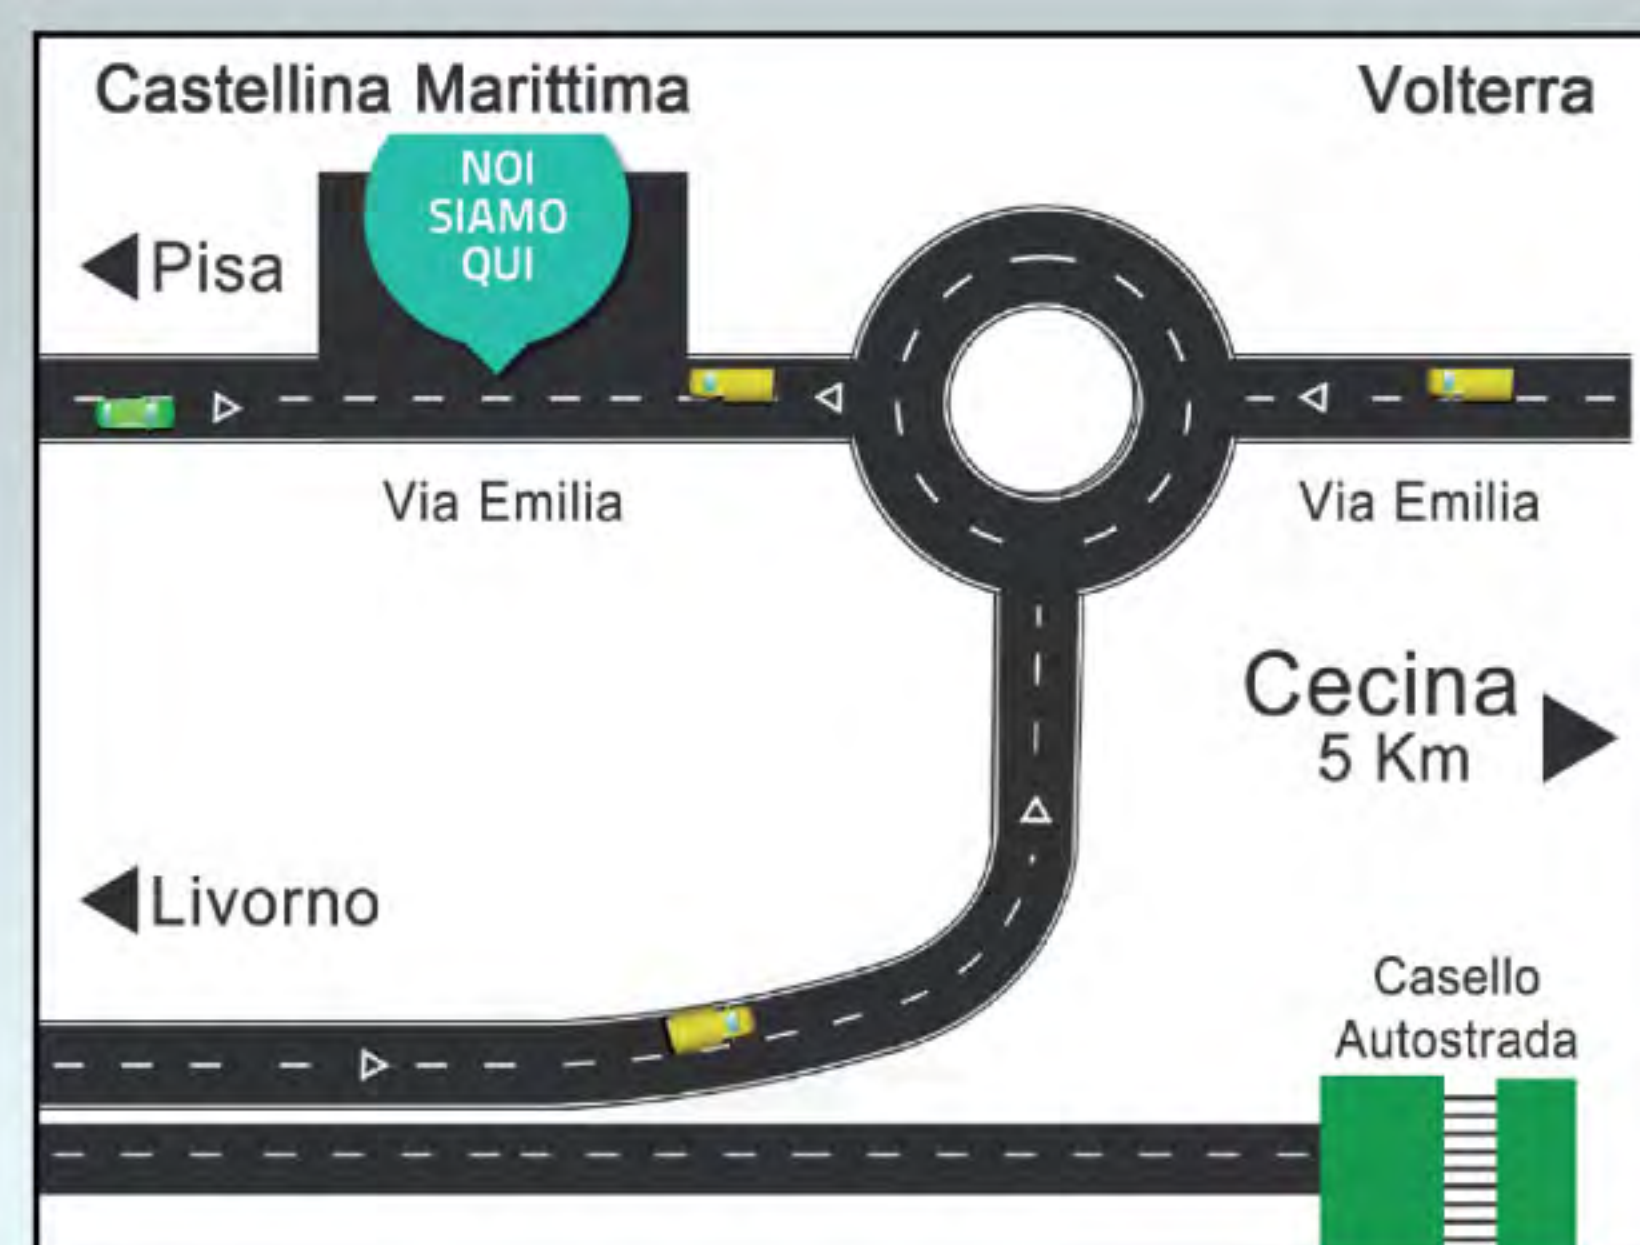 Castellina Marittima
Volterra
NOI
SIAMO
QUI
Pisa
Via Emilia
Via Emilia
Cecina
5 Km
Livorno
Casello
Autostrada